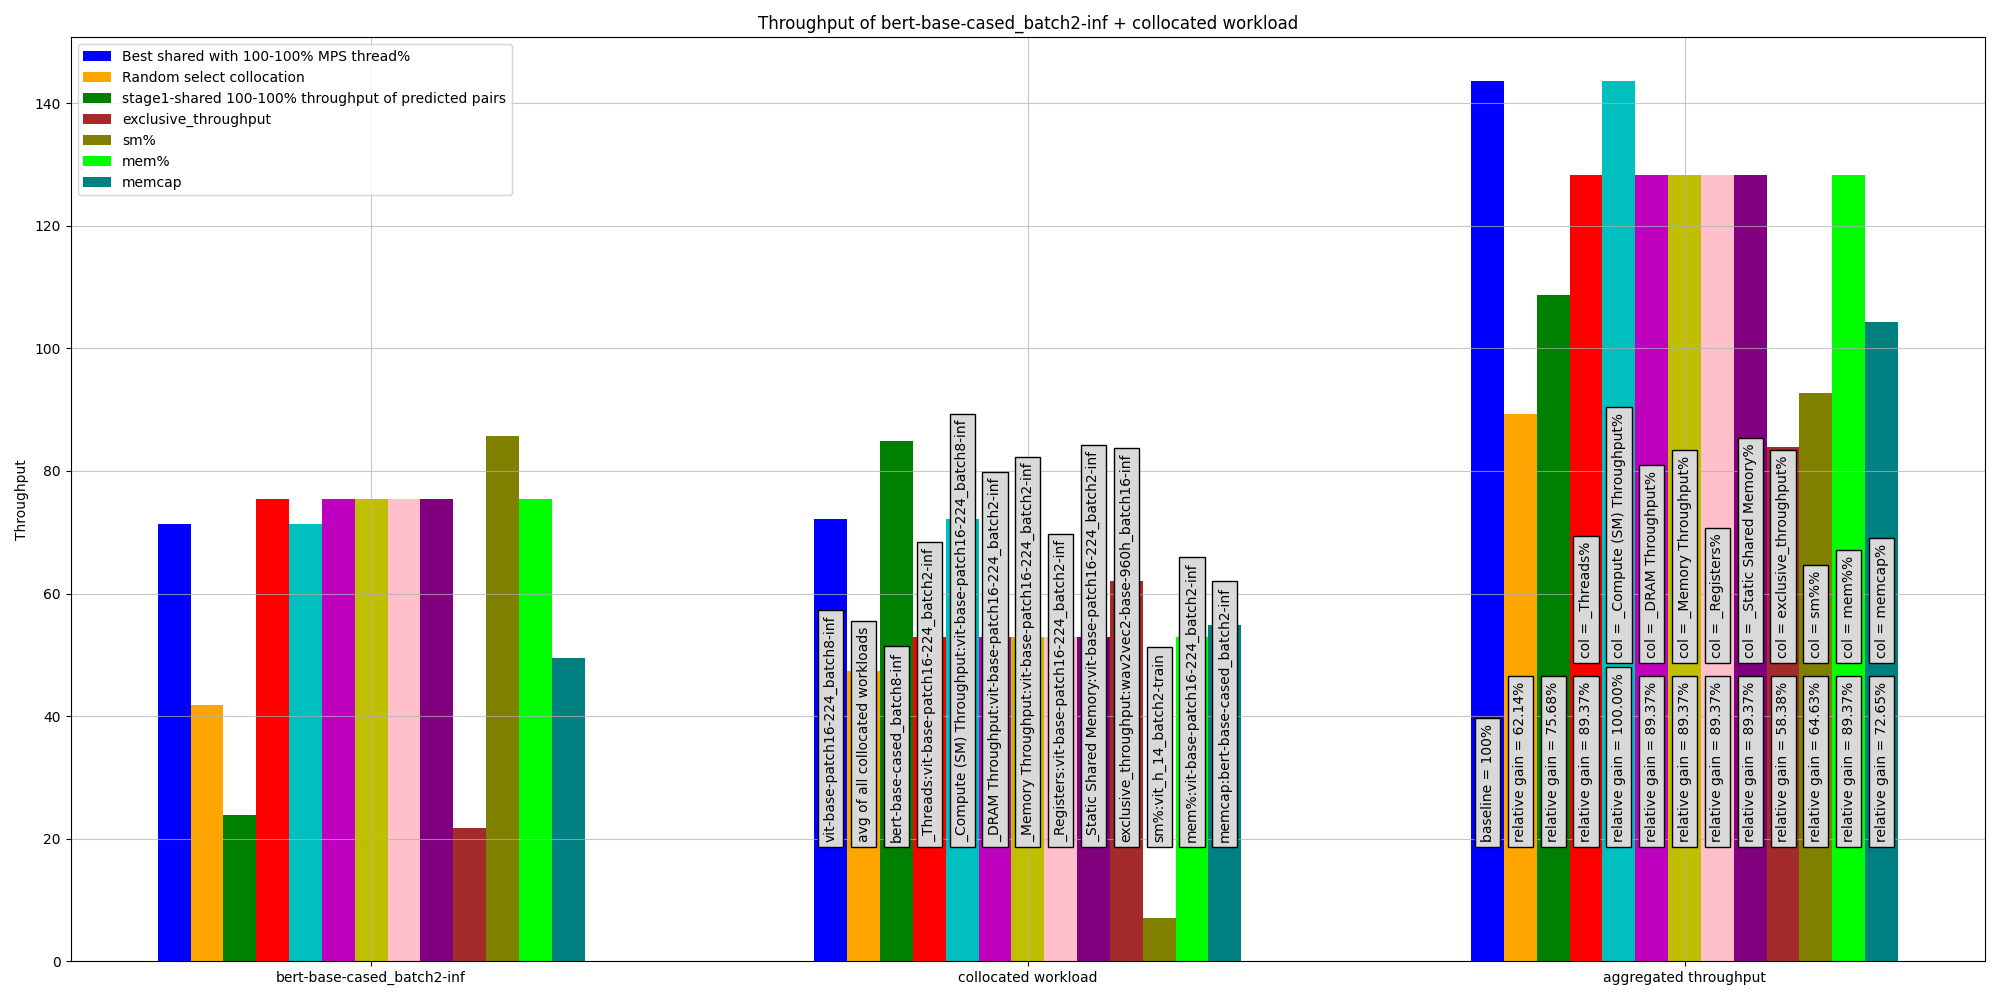 Throughput of bert-base-cased_batch2-inf + collocated workload
Best shared with 100-100% MPS thread%
Random select collocation
stage1-shared 100-100% throughput of predicted pairs
exclusive_throughput
sm%
mem%
memcap
Throughput
140
120
100
80
60
40
20
0
vit-base-patch16-224_batch8-inf
avg of all collocated workloads
bert-base-cased_batch8-inf
_Threads:vit-base-patch16-224_batch2-inf
_Compute (SM) Throughput:vit-base-patch16-224_batch8-inf
_DRAM Throughput:vit-base-patch16-224_batch2-inf
_Memory Throughput:vit-base-patch16-224_batch2-inf
_Registers:vit-base-patch16-224_batch2-inf
_Static Shared Memory:vit-base-patch16-224_batch2-inf
exclusive_throughput:wav2vec2-base-960h_batch16-inf
sm%:vit_h_14_batch2-train
mem%:vit-base-patch16-224_batch2-inf
memcap:bert-base-cased_batch2-inf
col = _Threads%
col = _Compute (SM) Throughput%
col = _DRAM Throughput%
col = _Memory Throughput%
col = _Registers%
col = _Static Shared Memory%
col = exclusive_throughput%
col = sm%%
col = mem%%
col = memcap%
baseline = 100%
relative gain = 62.14%
relative gain = 75.68%
relative gain = 89.37%
relative gain = 100.00%
relative gain = 89.37%
relative gain = 89.37%
relative gain = 89.37%
relative gain = 89.37%
relative gain = 58.38%
relative gain = 64.63%
relative gain = 89.37%
relative gain = 72.65%
bert-base-cased_batch2-inf
collocated workload
aggregated throughput